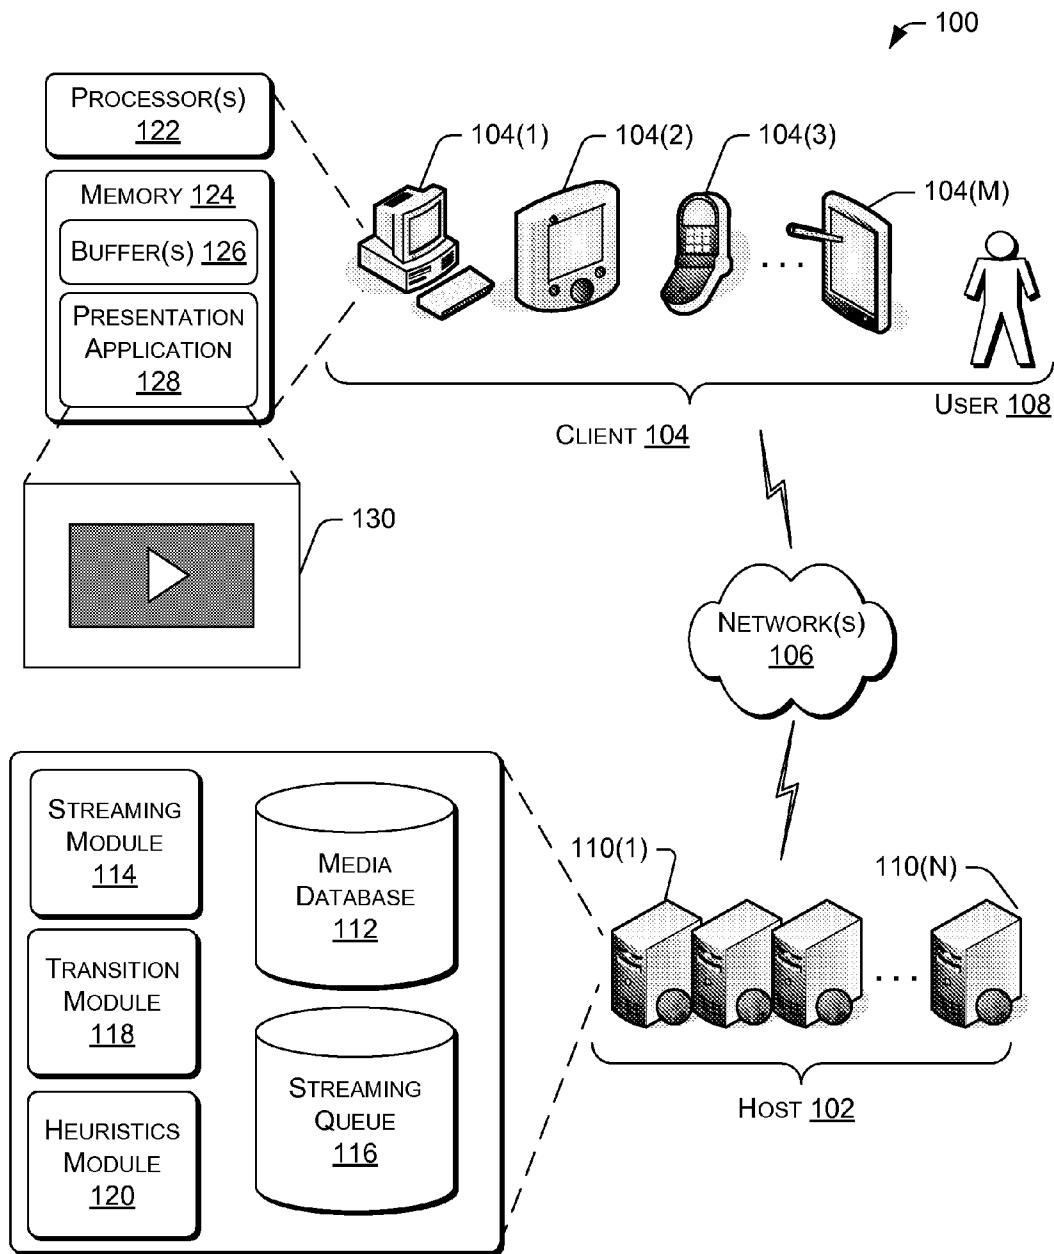 100
PROCESSOR(S)
122
MEMORY 124
BUFFER(S) 126
PRESENTATION
APPLICATION
128
104(1)
104(2)
104(3)
104(M)
. . .
USER 108
CLIENT 104
130
NETWORK(S)
106
STREAMING
MODULE
114
TRANSITION
MODULE
118
HEURISTICS
MODULE
120
MEDIA
DATABASE
112
STREAMING
QUEUE
116
110(1)
110(N)
. . .
HOST 102